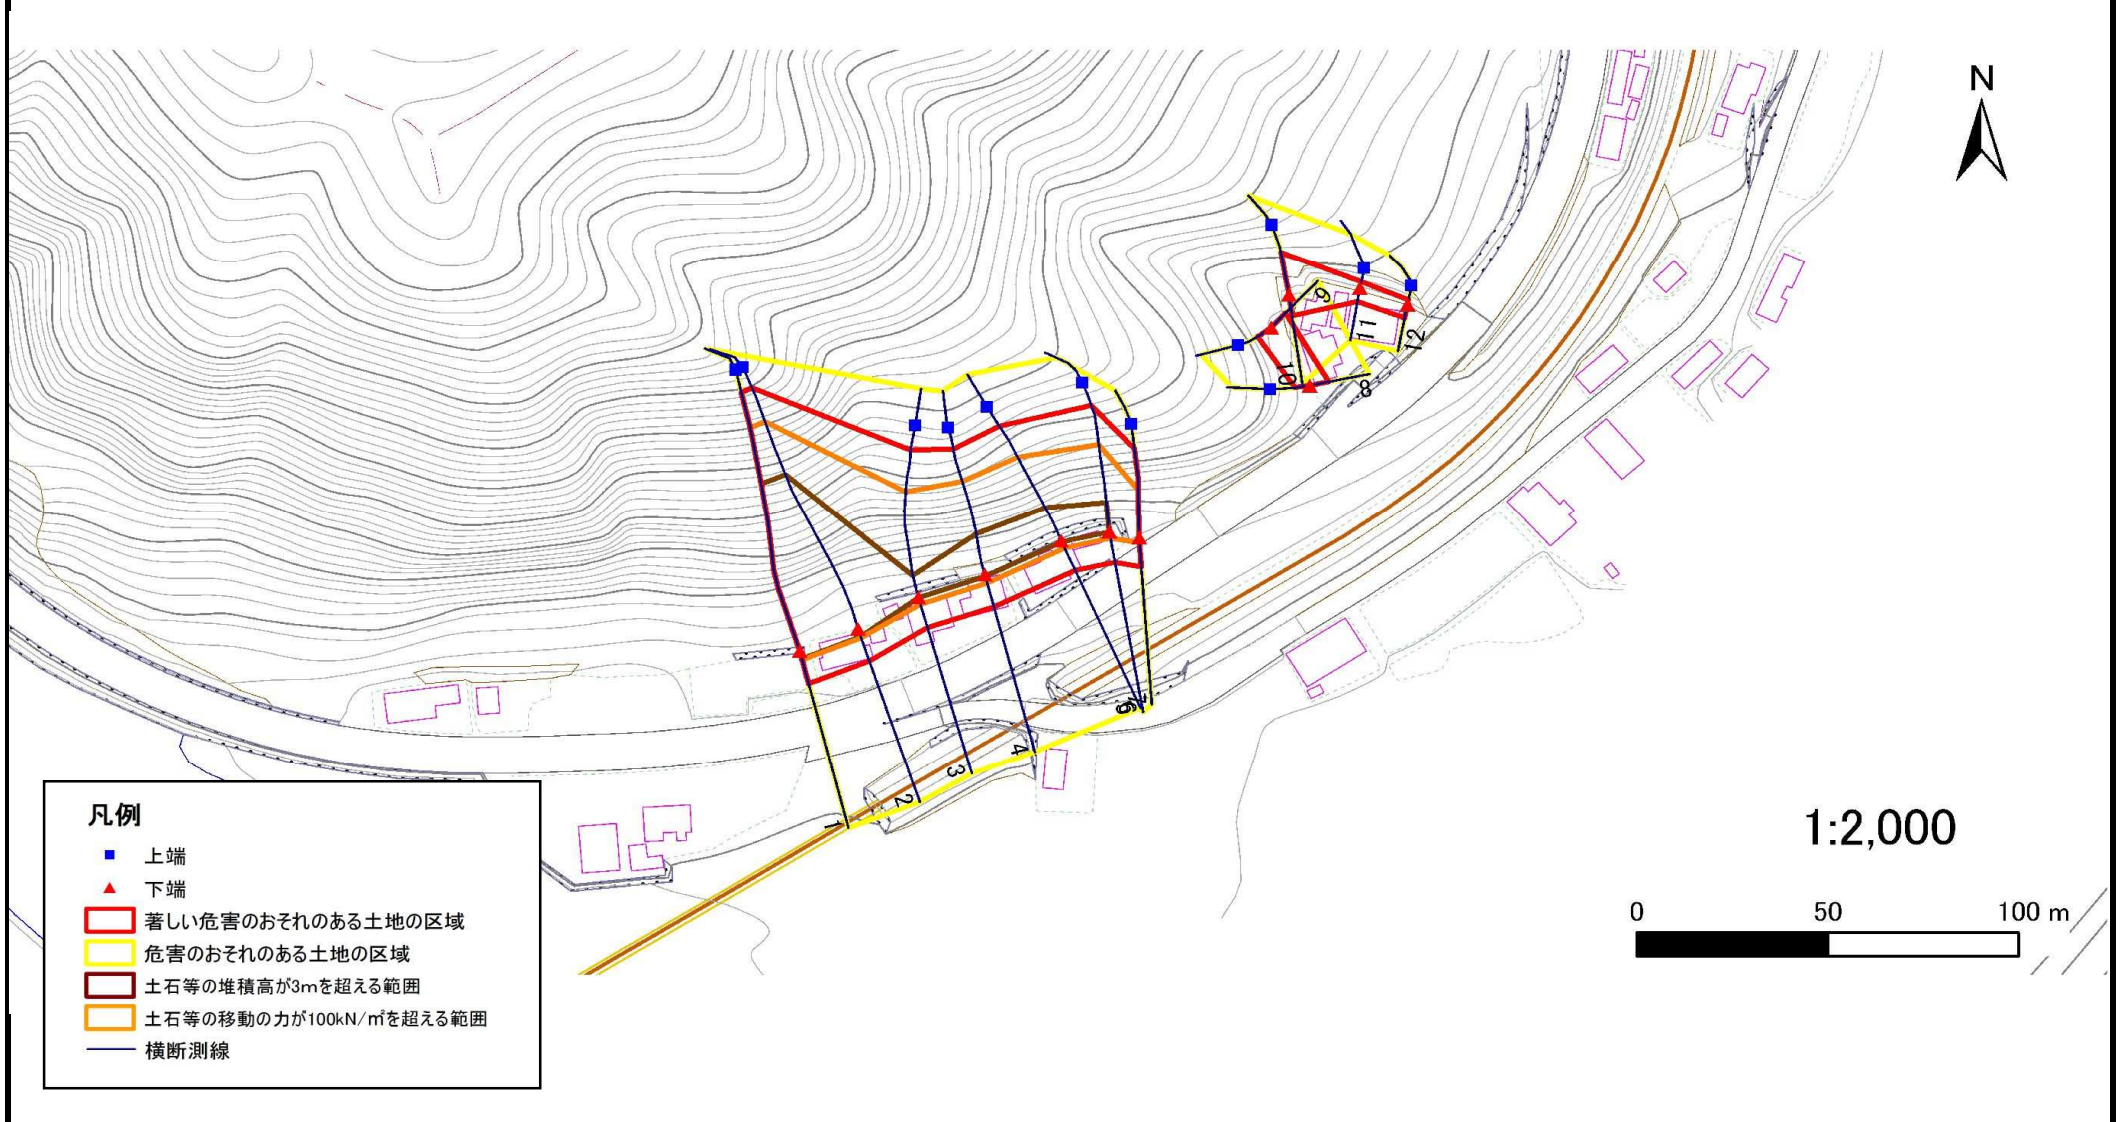 N
9
11
12
10
8
7
6
5
4
3
2
1
凡例
上端
下端
著しい危害のおそれのある土地の区域
危害のおそれのある土地の区域
土石等の堆積高が3mを超える範囲
土石等の移動の力が100kN/㎡を超える範囲
横断測線
1:2,000
0 50 100 m